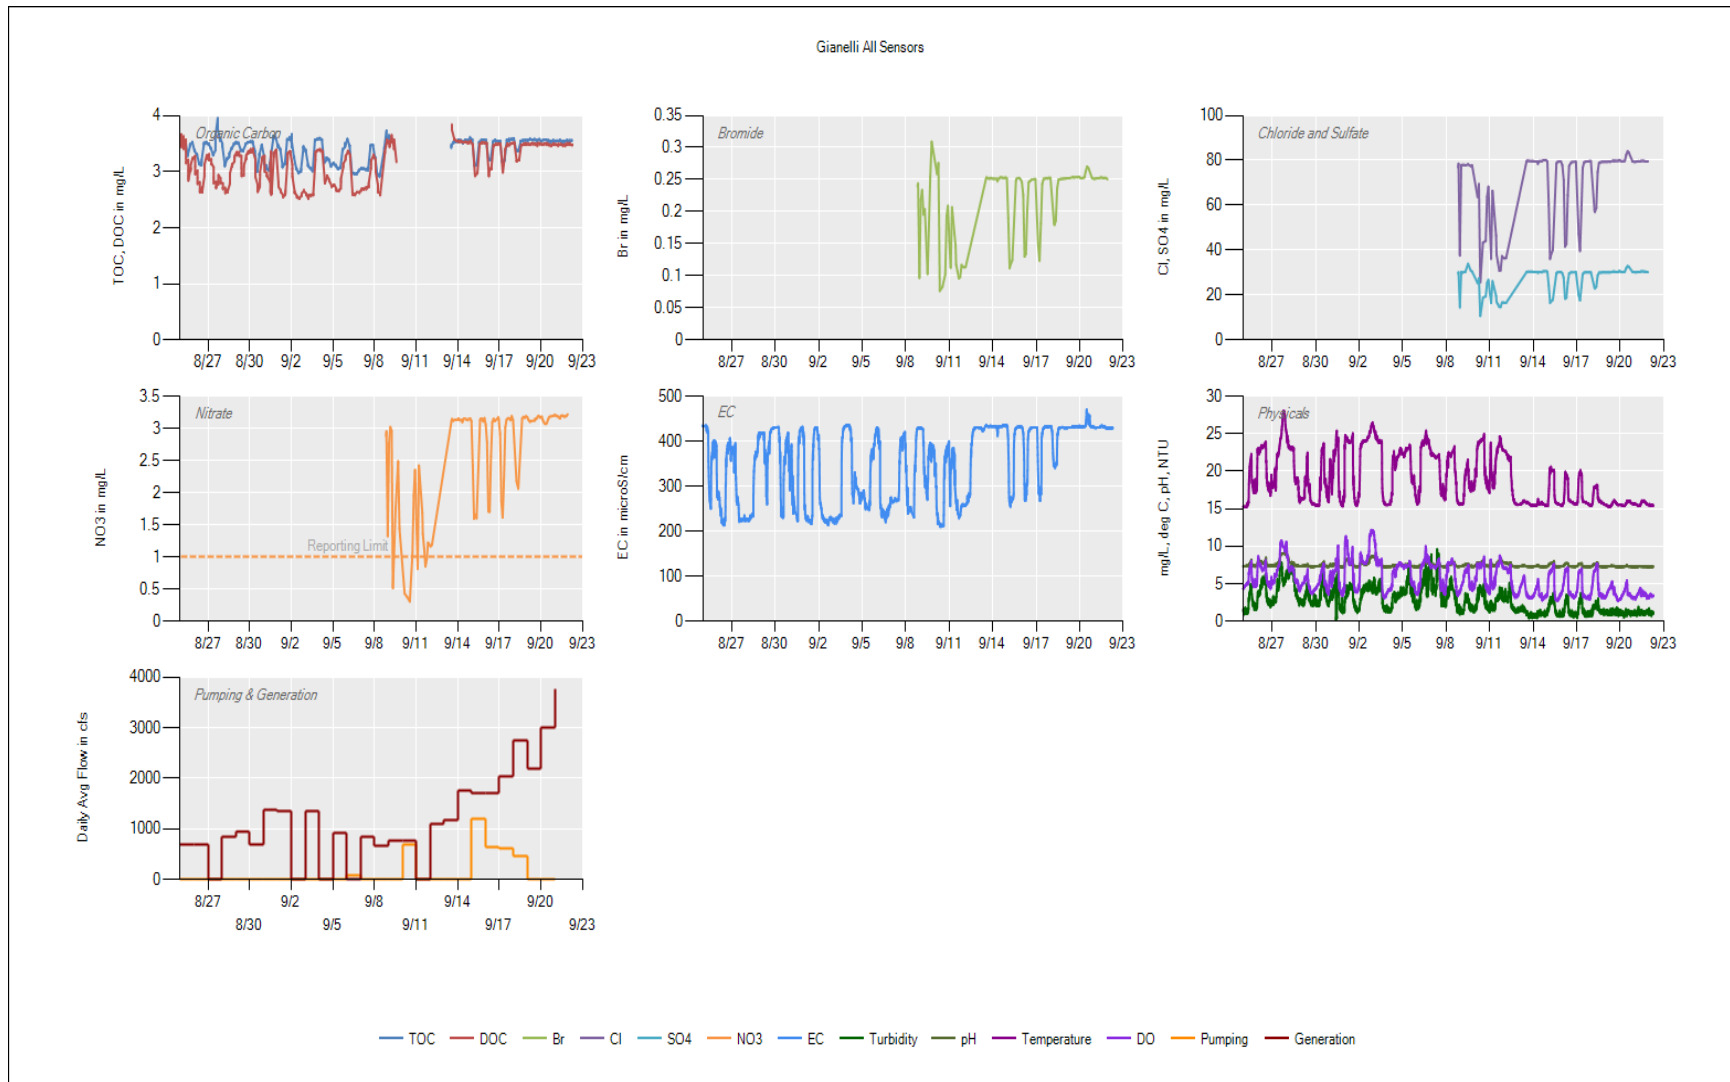 Gianelli All Sensors
Organic Carbon
TOC, DOC in mg/L
4
3
2
1
0
8/27 8/30 9/2 9/5 9/8 9/11 9/14 9/17 9/20 9/23
Bromide
Br in mg/L
0.35
0.3
0.25
0.2
0.15
0.1
0.05
0
8/27 8/30 9/2 9/5 9/8 9/11 9/14 9/17 9/20 9/23
Chloride and Sulfate
Cl, SO4 in mg/L
100
80
60
40
20
0
8/27 8/30 9/2 9/5 9/8 9/11 9/14 9/17 9/20 9/23
Nitrate
NO3 in mg/L
3.5
3
2.5
2
1.5
1
0.5
0
Reporting Limit
8/27 8/30 9/2 9/5 9/8 9/11 9/14 9/17 9/20 9/23
EC
EC in microS/cm
500
400
300
200
100
0
8/27 8/30 9/2 9/5 9/8 9/11 9/14 9/17 9/20 9/23
Physicals
mg/L, deg C, pH, NTU
30
25
20
15
10
5
0
8/27 8/30 9/2 9/5 9/8 9/11 9/14 9/17 9/20 9/23
Pumping & Generation
Daily Avg Flow in cfs
4000
3000
2000
1000
0
8/27 9/2 9/8 9/14 9/20
8/30 9/5 9/11 9/17 9/23
TOC DOC Br Cl SO4 NO3 EC Turbidity pH Temperature DO Pumping Generation